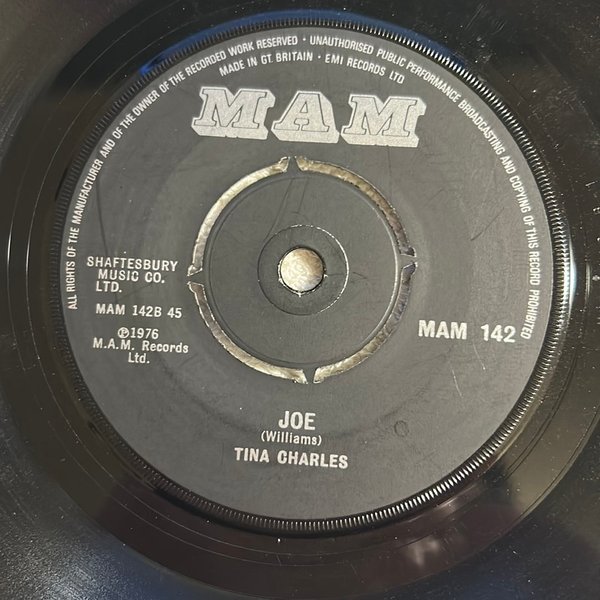 ALL RIGHTS OF THE MANUFACTURER AND OF THE OWNER OF THE RECORDED WORK RESERVED · UNAUTHORISED PUBLIC PERFORMANCE BROADCASTING AND COPYING OF THIS RECORD PROHIBITED
MADE IN GT. BRITAIN · EMI RECORDS LTD
MAM
SHAFTESBURY
MUSIC CO.
LTD.
MAM 142B 45
℗1976
M.A.M. Records
Ltd.
MAM 142
JOE
(Williams)
TINA CHARLES